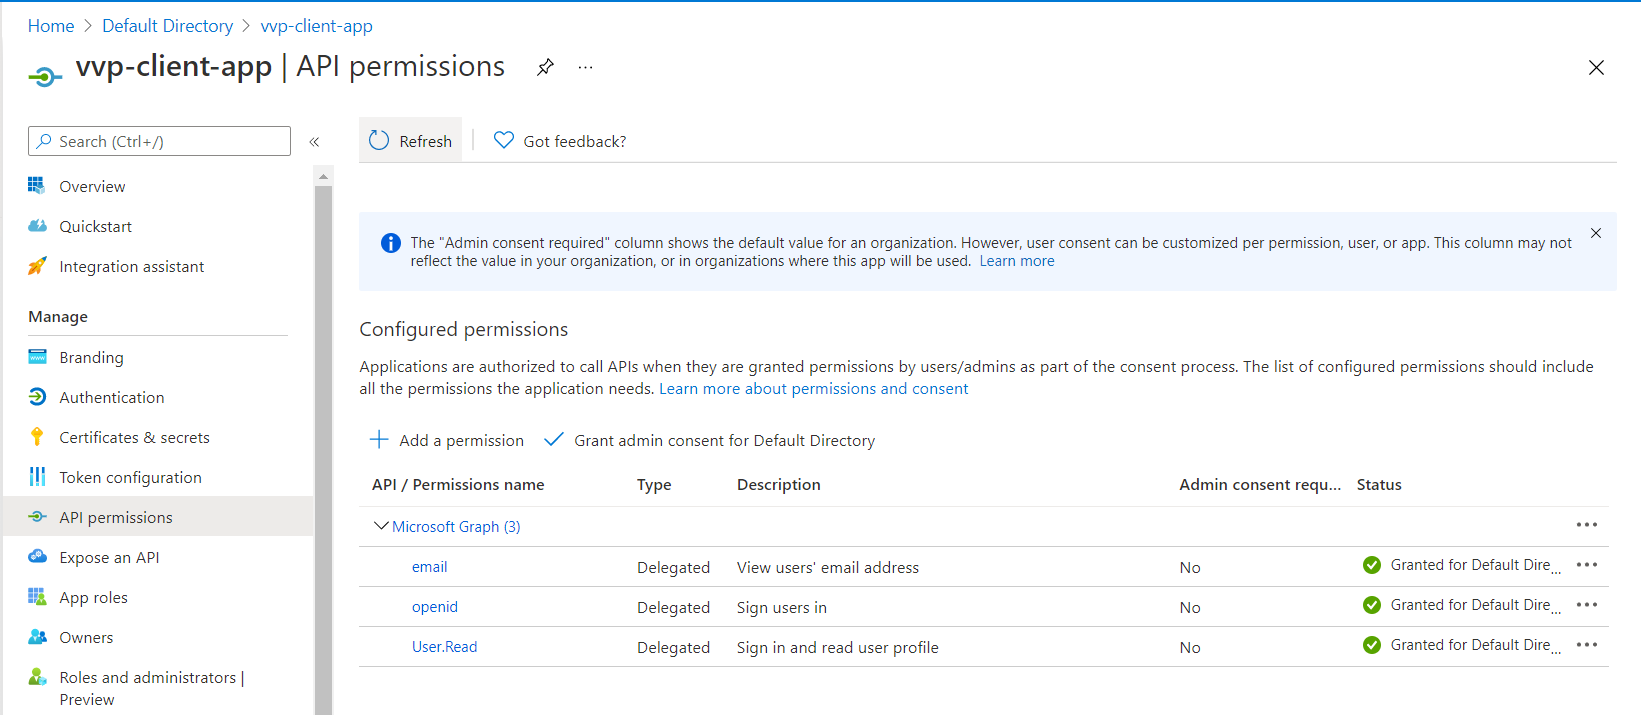 Home > Default Directory > vvp-client-app
vvp-client-app | API permissions
Search (Ctrl+/)
Overview
Quickstart
Integration assistant
Manage
Branding
Authentication
Certificates & secrets
Token configuration
API permissions
Expose an API
App roles
Owners
Roles and administrators |
Preview
Refresh
Got feedback?
The "Admin consent required" column shows the default value for an organization. However, user consent can be customized per permission, user, or app. This column may not
reflect the value in your organization, or in organizations where this app will be used. Learn more
Configured permissions
Applications are authorized to call APIs when they are granted permissions by users/admins as part of the consent process. The list of configured permissions should include
all the permissions the application needs. Learn more about permissions and consent
Add a permission Grant admin consent for Default Directory
API / Permissions name Type Description Admin consent requ... Status
Microsoft Graph (3)
email Delegated View users' email address No Granted for Default Dire...
openid Delegated Sign users in No Granted for Default Dire...
User.Read Delegated Sign in and read user profile No Granted for Default Dire...